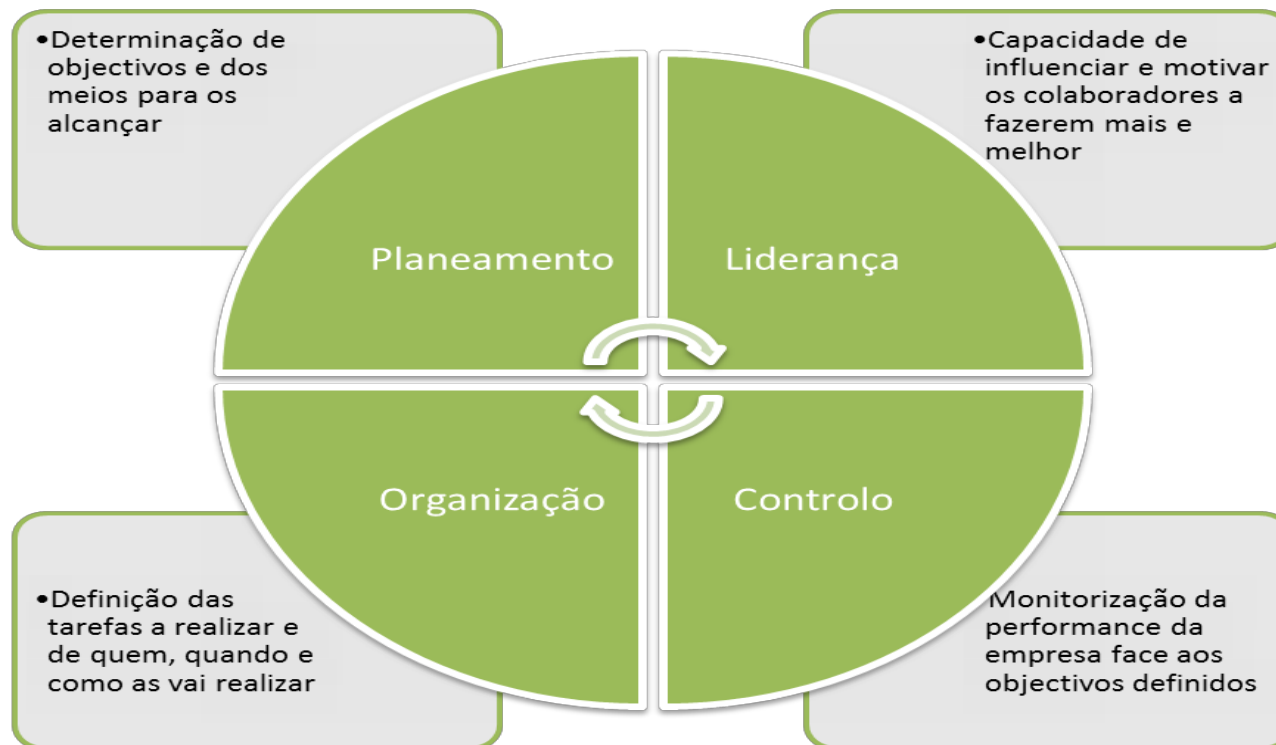 •Determinação de
objectivos e dos
meios para os
alcançar
•Capacidade de
influenciar e motivar
os colaboradores a
fazerem mais e
melhor
Planeamento
Liderança
Organização
Controlo
•Definição das
tarefas a realizar e
de quem, quando e
como as vai realizar
Monitorização da
performance da
empresa face aos
objectivos definidos